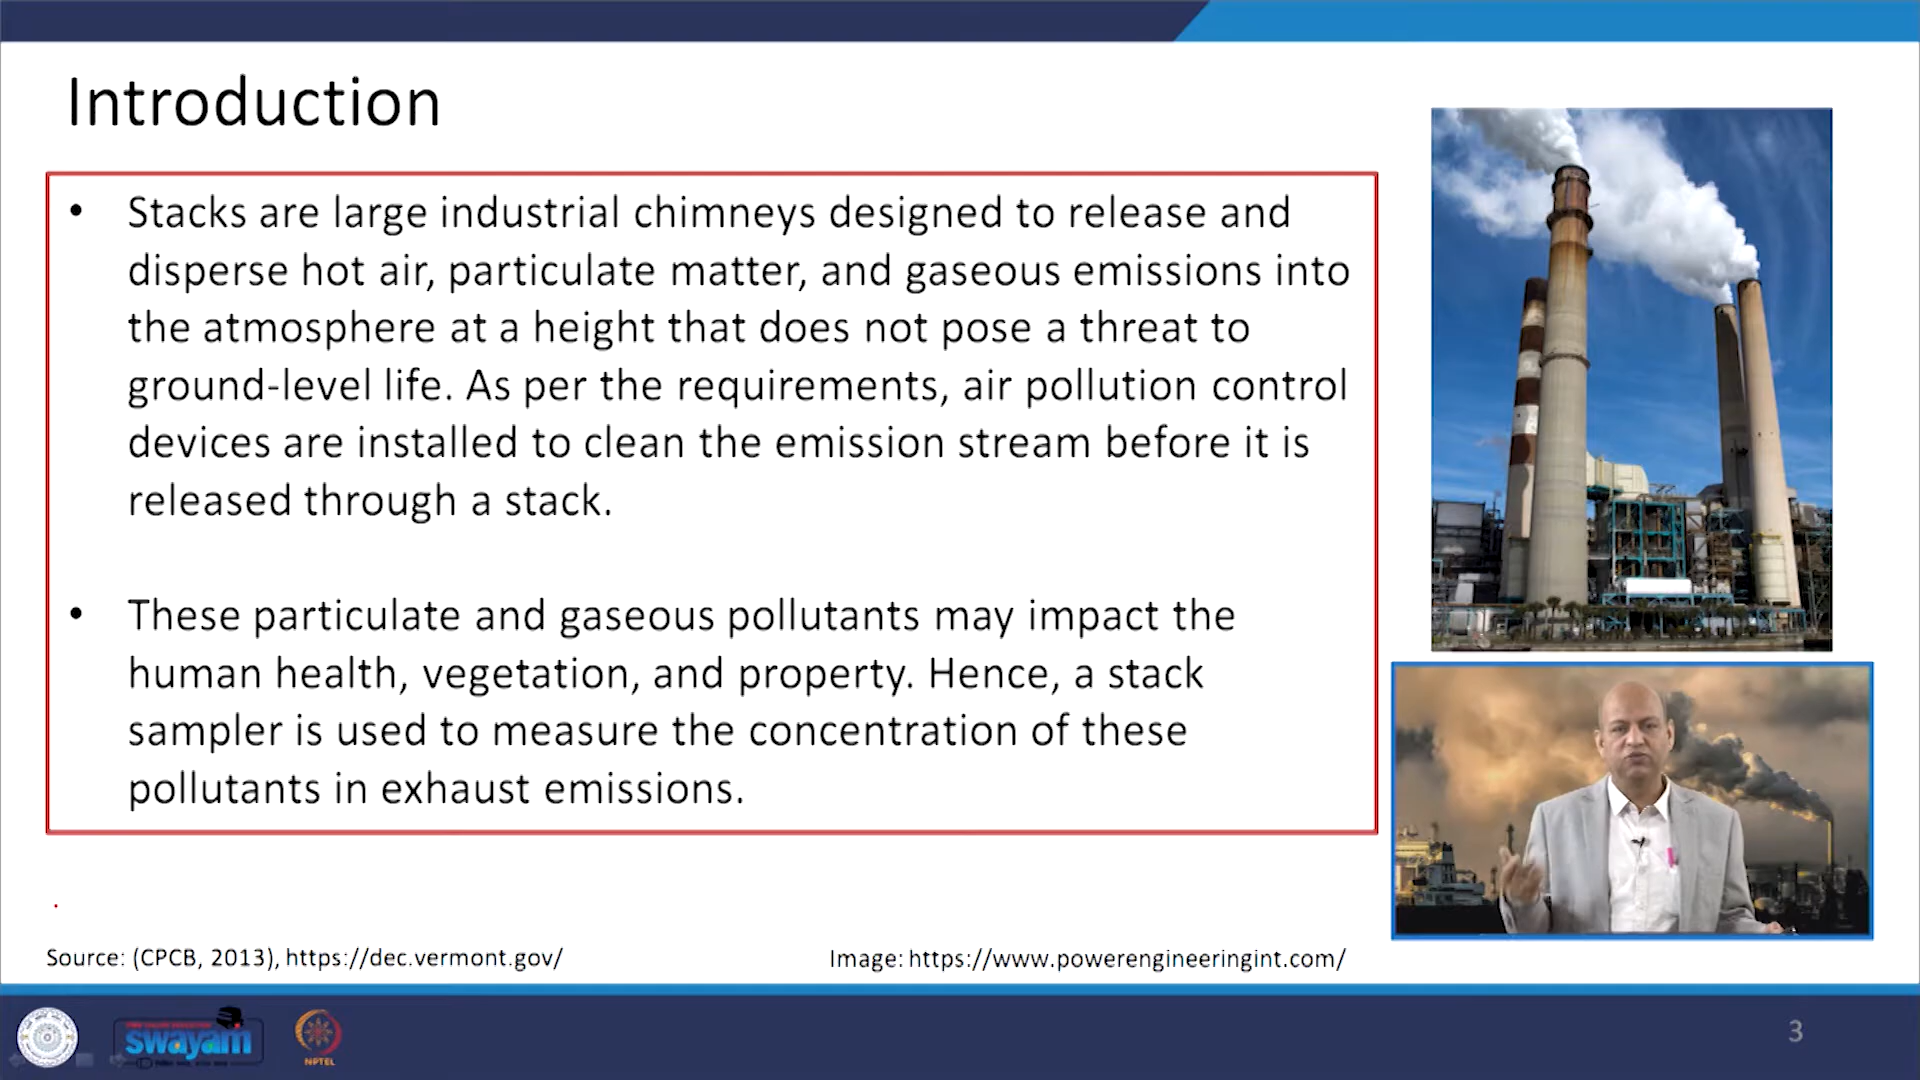 Introduction
• Stacks are large industrial chimneys designed to release and
disperse hot air, particulate matter, and gaseous emissions into
the atmosphere at a height that does not pose a threat to
ground-level life. As per the requirements, air pollution control
devices are installed to clean the emission stream before it is
released through a stack.
• These particulate and gaseous pollutants may impact the
human health, vegetation, and property. Hence, a stack
sampler is used to measure the concentration of these
pollutants in exhaust emissions.
Source: (CPCB, 2013), https://dec.vermont.gov/
Image: https://www.powerengineeringint.com/
swayam
NPTEL
3